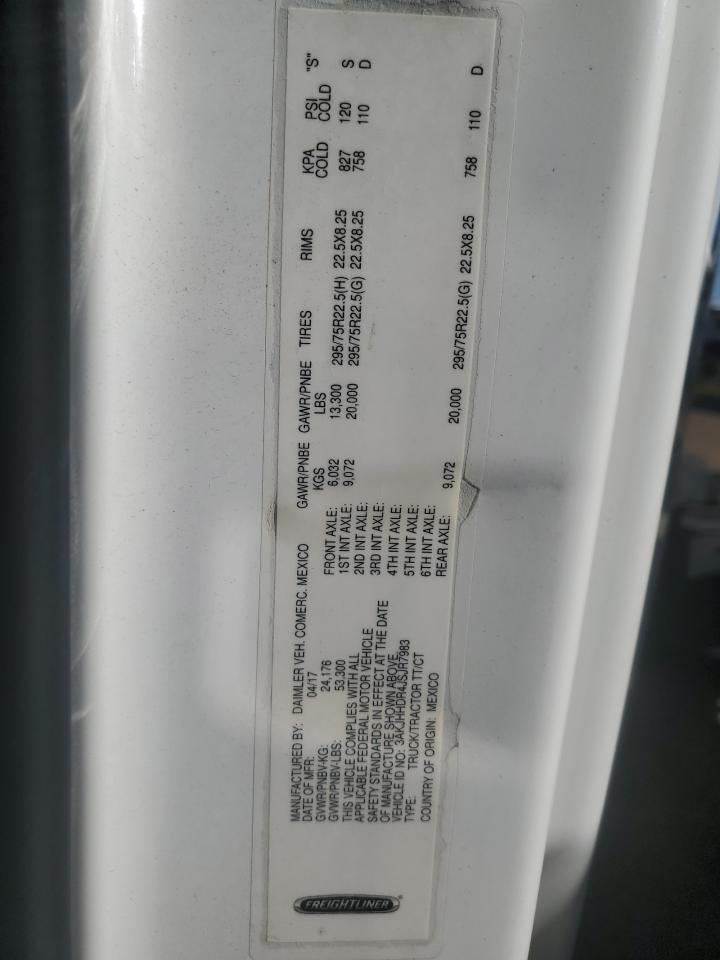 FREIGHTLINER
MANUFACTURED BY: DAIMLER VEH. COMERC. MEXICO
DATE OF MFR: 04/17
GVWR/PNBV-KG: 24,176
GVWR/PNBV-LBS: 53,300
THIS VEHICLE COMPLIES WITH ALL
APPLICABLE FEDERAL MOTOR VEHICLE
SAFETY STANDARDS IN EFFECT AT THE DATE
OF MANUFACTURE SHOWN ABOVE.
VEHICLE ID NO: 3AKJHHDR4JSJR7983
TYPE: TRUCK/TRACTOR TT/CT
COUNTRY OF ORIGIN: MEXICO
GAWR/PNBE GAWR/PNBE TIRES RIMS KPA PSI "S"
KGS LBS COLD COLD
FRONT AXLE: 6,032 13,300 295/75R22.5(H) 22.5X8.25 827 120 S
1ST INT AXLE: 9,072 20,000 295/75R22.5(G) 22.5X8.25 758 110 D
2ND INT AXLE:
3RD INT AXLE:
4TH INT AXLE:
5TH INT AXLE:
6TH INT AXLE:
REAR AXLE: 9,072 20,000 295/75R22.5(G) 22.5X8.25 758 110 D